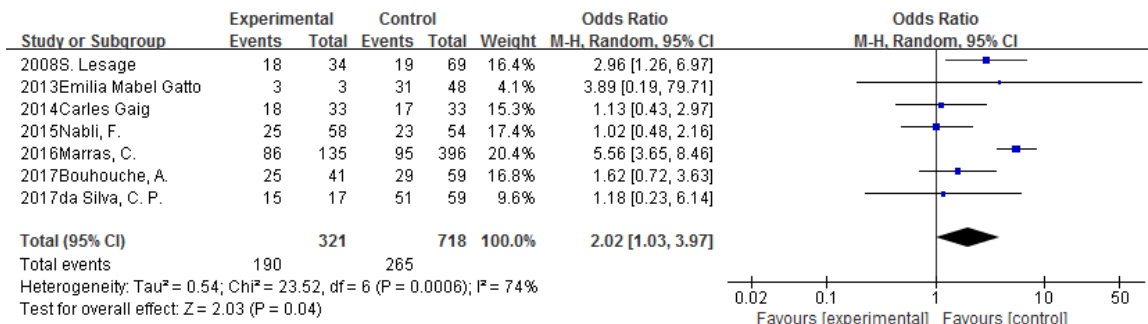 Experimental Control Odds Ratio Odds Ratio
Study or Subgroup Events Total Events Total Weight M-H, Random, 95% CI M-H, Random, 95% CI
2008S. Lesage 18 34 19 69 16.4% 2.96 [1.26, 6.97]
2013Emilia Mabel Gatto 3 3 31 48 4.1% 3.89 [0.19, 79.71]
2014Carles Gaig 18 33 17 33 15.3% 1.13 [0.43, 2.97]
2015Nabli, F. 25 58 23 54 17.4% 1.02 [0.48, 2.16]
2016Marras, C. 86 135 95 396 20.4% 5.56 [3.65, 8.46]
2017Bouhouche, A. 25 41 29 59 16.8% 1.62 [0.72, 3.63]
2017da Silva, C. P. 15 17 51 59 9.6% 1.18 [0.23, 6.14]
Total (95% CI) 321 718 100.0% 2.02 [1.03, 3.97]
Total events 190 265
Heterogeneity: Tau² = 0.54; Chi² = 23.52, df = 6 (P = 0.0006); I² = 74%
Test for overall effect: Z = 2.03 (P = 0.04)
0.02 0.1 1 10 50
Favours [experimental] Favours [control]